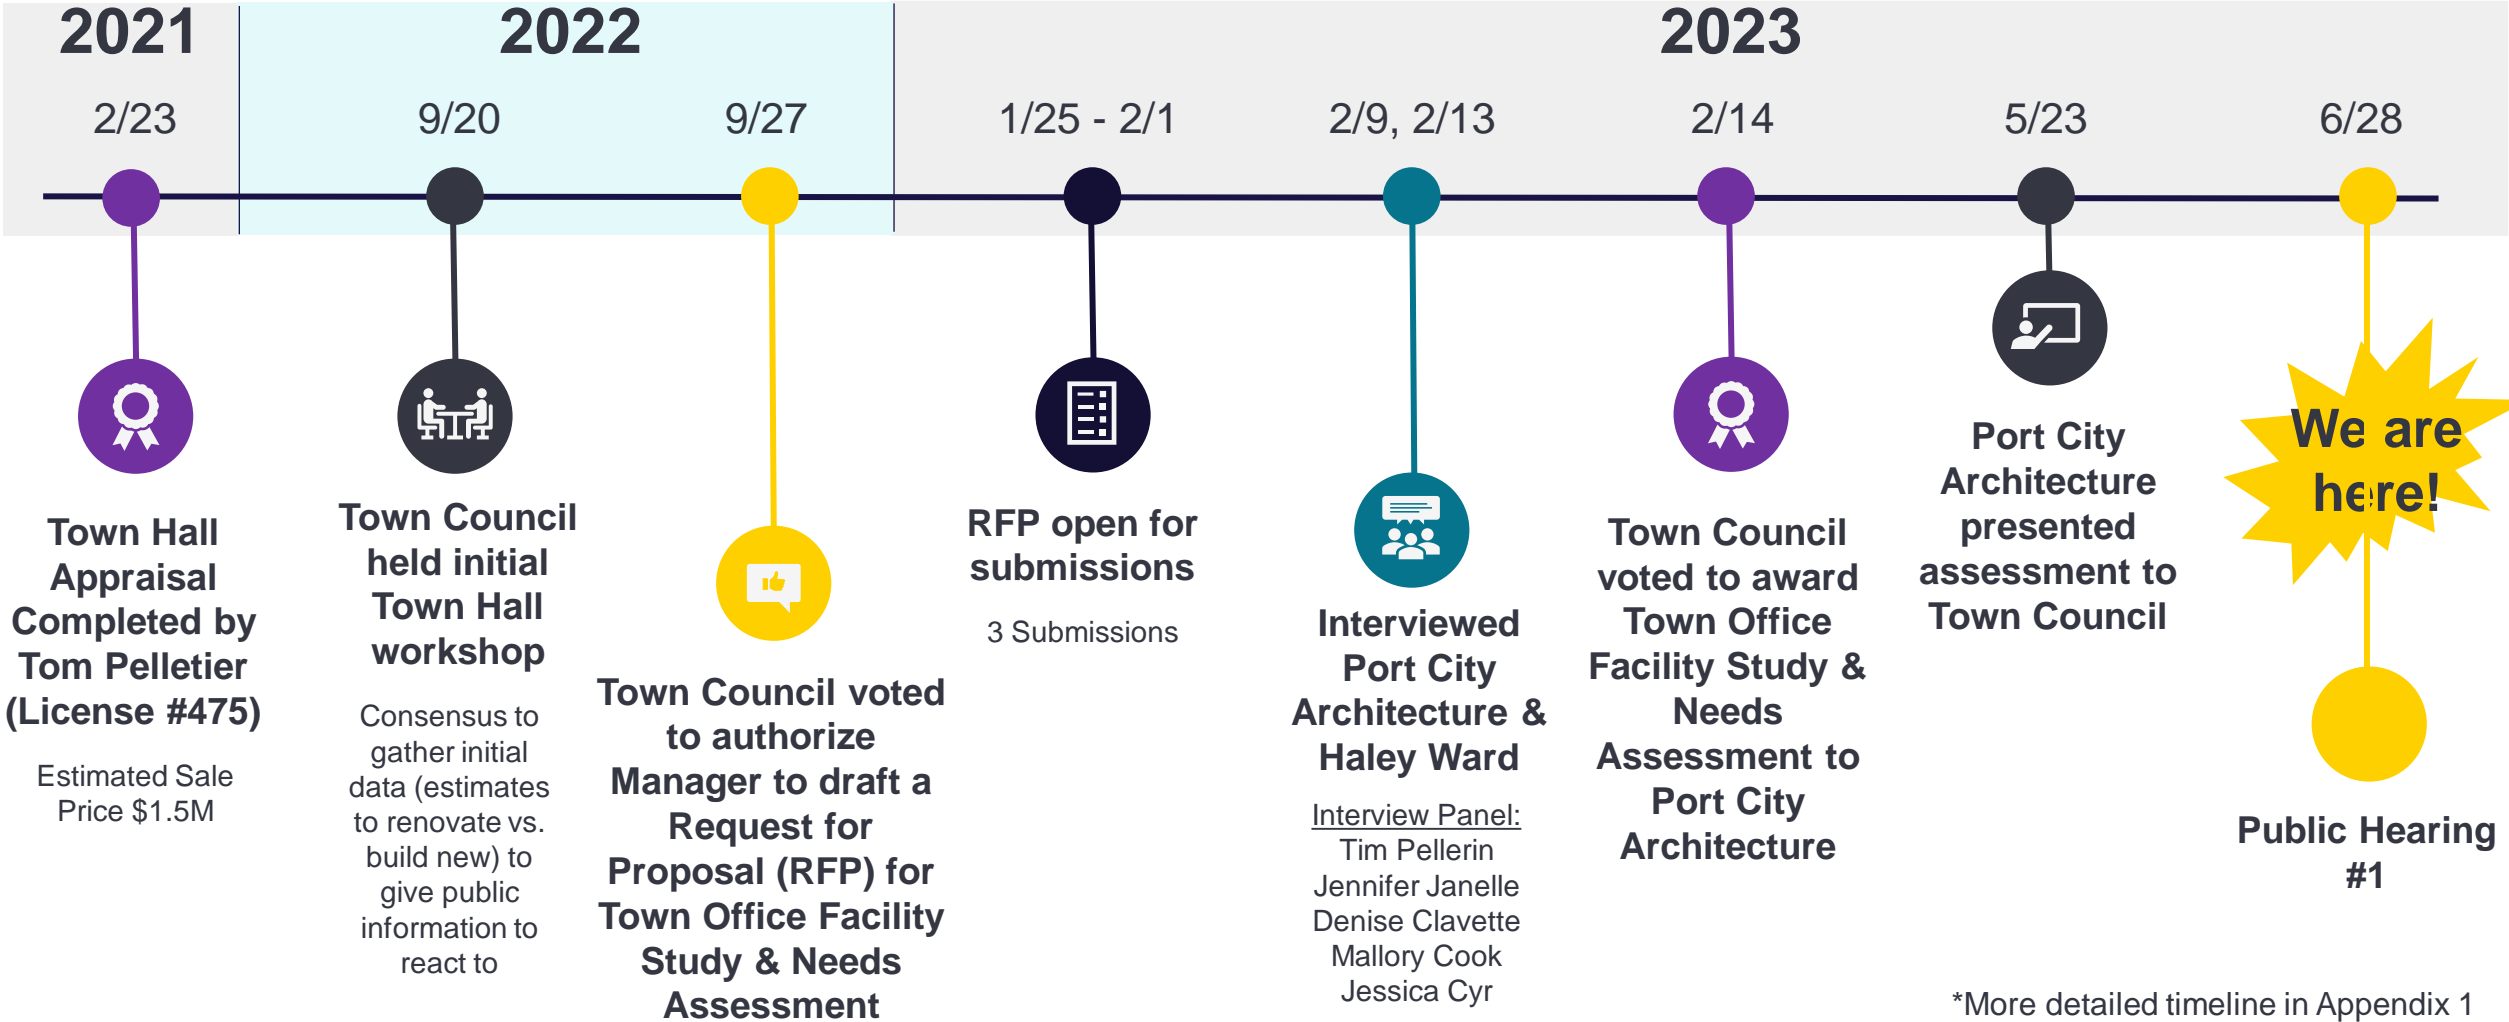 2021
2022
2023
2/23
9/20
9/27
1/25 - 2/1
2/9, 2/13
2/14
5/23
6/28
Town Hall
Appraisal
Completed by
Tom Pelletier
(License #475)
Estimated Sale
Price $1.5M
Town Council
held initial
Town Hall
workshop
Consensus to
gather initial
data (estimates
to renovate vs.
build new) to
give public
information to
react to
Town Council voted
to authorize
Manager to draft a
Request for
Proposal (RFP) for
Town Office Facility
Study & Needs
Assessment
RFP open for
submissions
3 Submissions
Interviewed
Port City
Architecture &
Haley Ward
Interview Panel:
Tim Pellerin
Jennifer Janelle
Denise Clavette
Mallory Cook
Jessica Cyr
Town Council
voted to award
Town Office
Facility Study &
Needs
Assessment to
Port City
Architecture
Port City
Architecture
presented
assessment to
Town Council
We are
here!
Public Hearing
#1
*More detailed timeline in Appendix 1